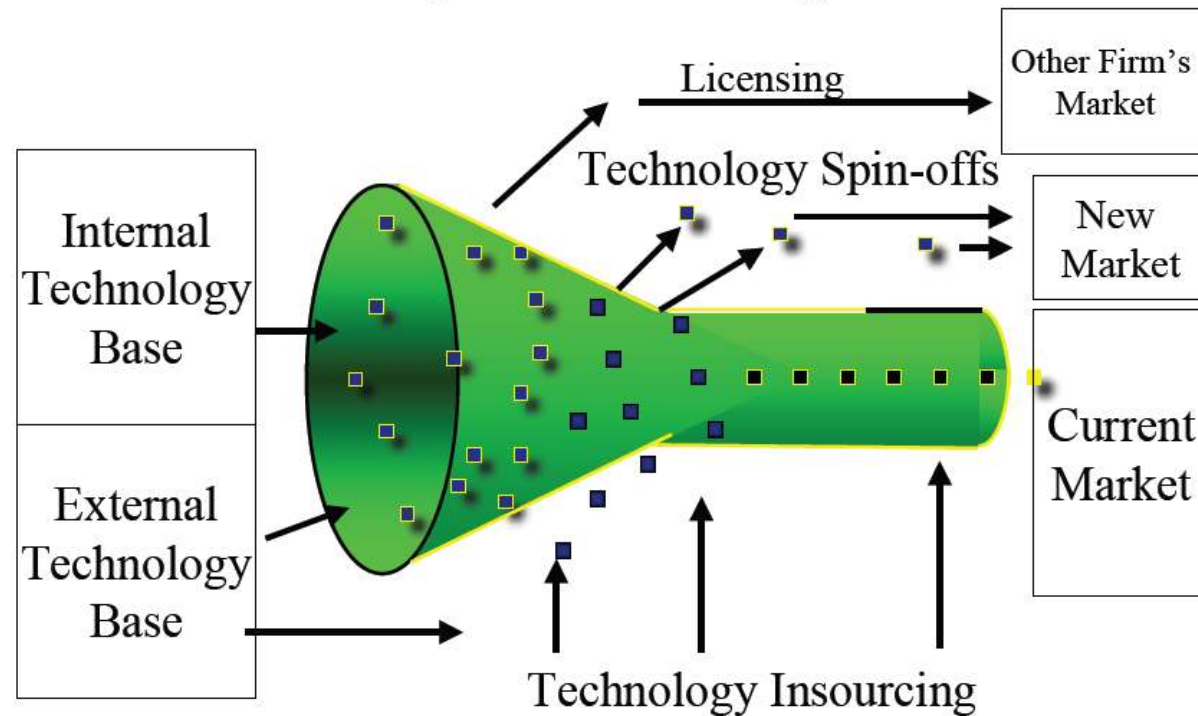 Licensing
Other Firm's
Market
Technology Spin-offs
New
Market
Internal
Technology
Base
External
Technology
Base
Current
Market
Technology Insourcing